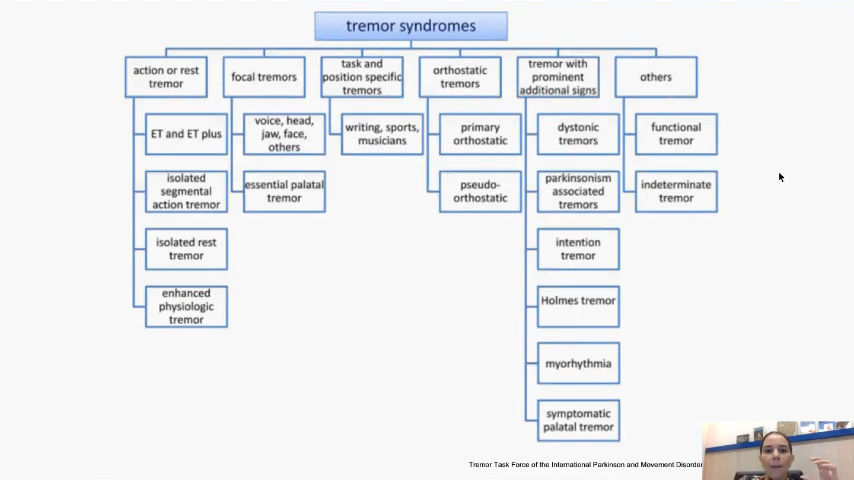 tremor syndromes
action or rest
tremor
focal tremors
task and
position specific
tremors
orthostatic
tremors
tremor with
prominent
additional signs
others
ET and ET plus
voice, head,
jaw, face,
others
writing, sports,
musicians
primary
orthostatic
dystonic
tremors
functional
tremor
isolated
segmental
action tremor
essential palatal
tremor
pseudo-
orthostatic
parkinsonism
associated
tremors
indeterminate
tremor
isolated rest
tremor
intention
tremor
enhanced
physiologic
tremor
Holmes tremor
myorhythmia
symptomatic
palatal tremor
Tremor Task Force of the International Parkinson and Movement Disorder